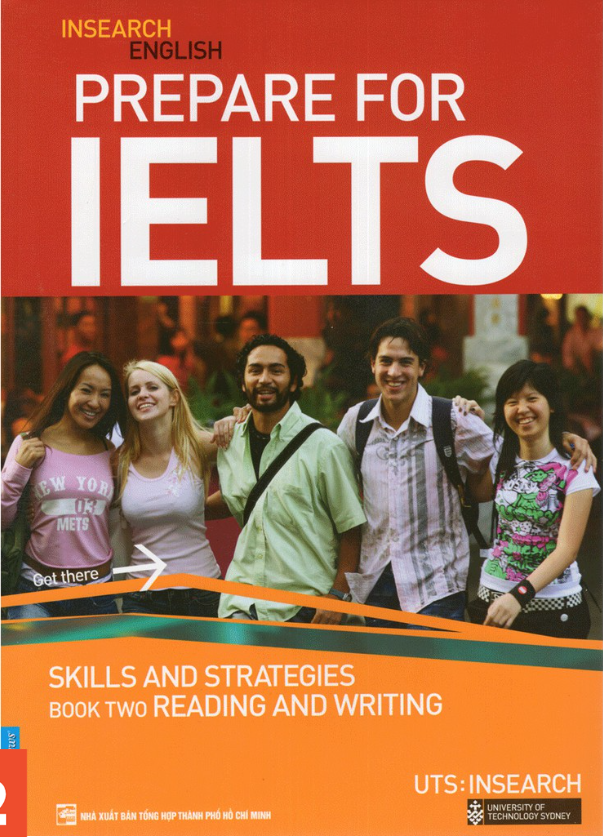 INSEARCH
ENGLISH
PREPARE FOR
IELTS
NEW YORK
03
METS
Get there
SKILLS AND STRATEGIES
BOOK TWO READING AND WRITING
UTS:INSEARCH
UNIVERSITY OF
TECHNOLOGY SYDNEY
NHÀ XUẤT BẢN TỔNG HỢP THÀNH PHỐ HỒ CHÍ MINH
2